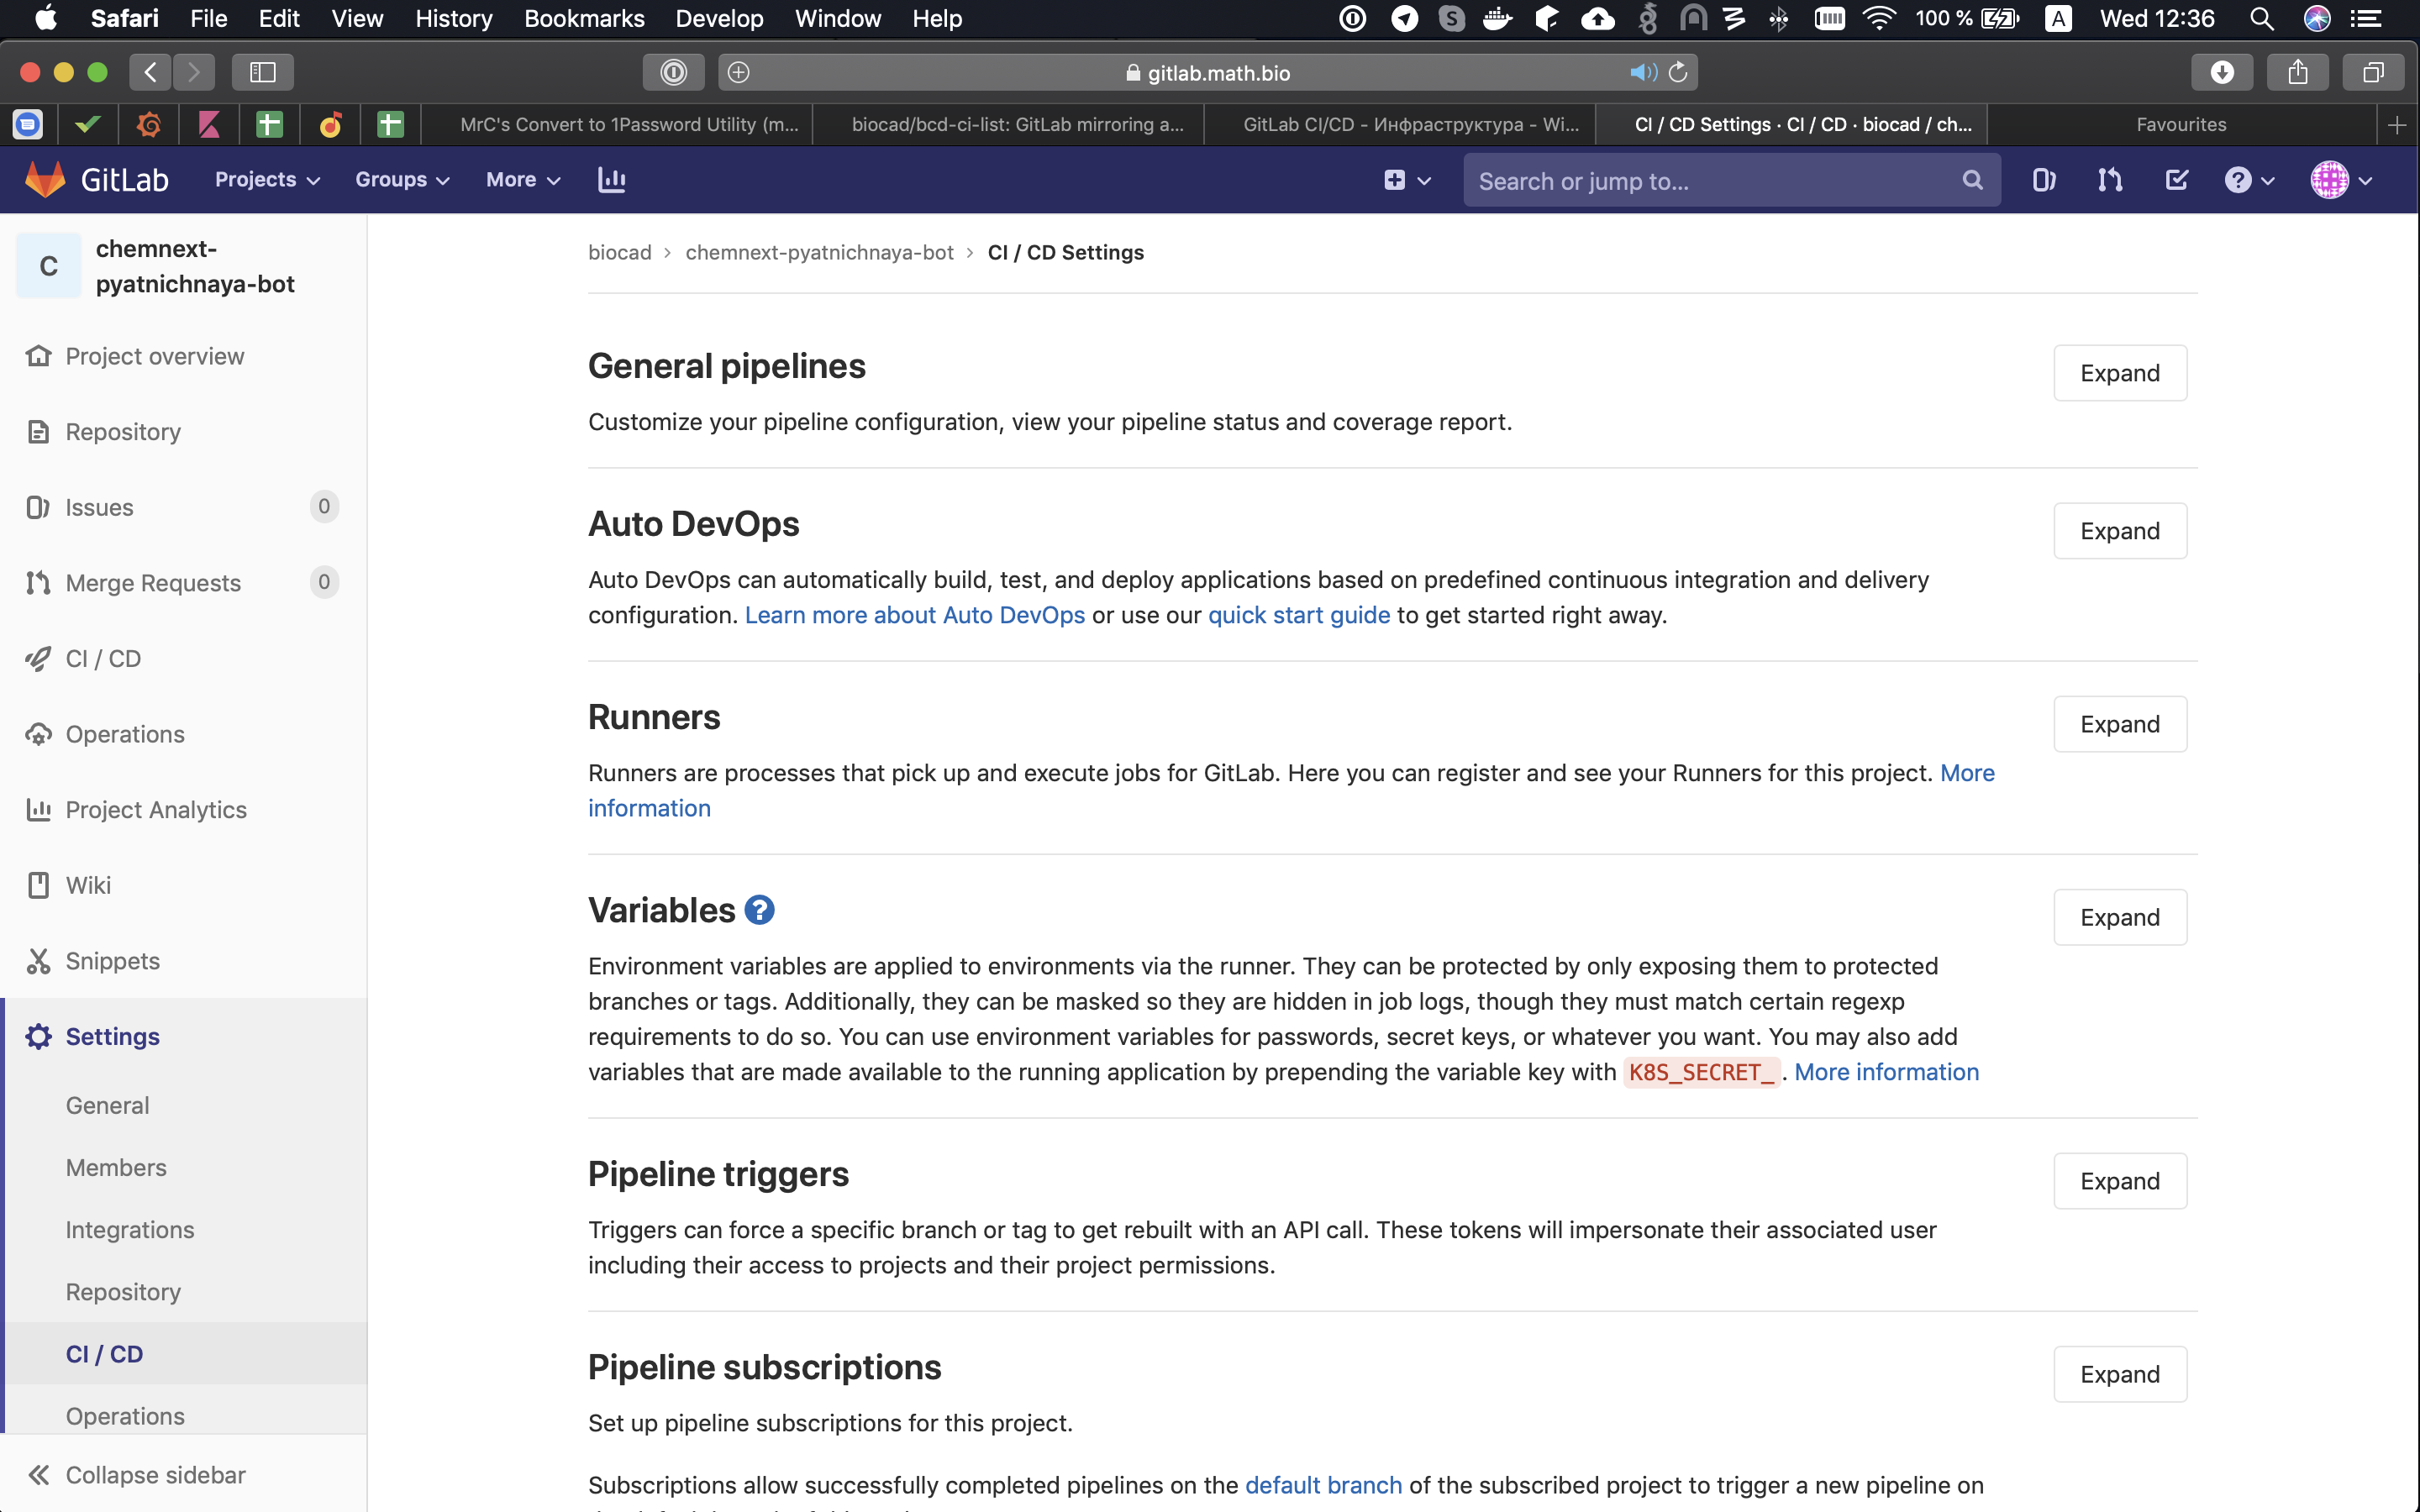 Safari File Edit View History Bookmarks Develop Window Help 100 % A Wed 12:36
gitlab.math.bio
MrC's Convert to 1Password Utility (m... biocad/bcd-ci-list: GitLab mirroring a... GitLab CI/CD - Инфраструктура - Wi... CI / CD Settings · CI / CD · biocad / ch... Favourites
GitLab Projects Groups More Search or jump to...
C chemnext-
pyatnichnaya-bot
Project overview
Repository
Issues 0
Merge Requests 0
CI / CD
Operations
Project Analytics
Wiki
Snippets
Settings
General
Members
Integrations
Repository
CI / CD
Operations
Collapse sidebar
biocad > chemnext-pyatnichnaya-bot > CI / CD Settings
General pipelines
Expand
Customize your pipeline configuration, view your pipeline status and coverage report.
Auto DevOps
Expand
Auto DevOps can automatically build, test, and deploy applications based on predefined continuous integration and delivery
configuration. Learn more about Auto DevOps or use our quick start guide to get started right away.
Runners
Expand
Runners are processes that pick up and execute jobs for GitLab. Here you can register and see your Runners for this project. More
information
Variables ?
Expand
Environment variables are applied to environments via the runner. They can be protected by only exposing them to protected
branches or tags. Additionally, they can be masked so they are hidden in job logs, though they must match certain regexp
requirements to do so. You can use environment variables for passwords, secret keys, or whatever you want. You may also add
variables that are made available to the running application by prepending the variable key with K8S_SECRET_ . More information
Pipeline triggers
Expand
Triggers can force a specific branch or tag to get rebuilt with an API call. These tokens will impersonate their associated user
including their access to projects and their project permissions.
Pipeline subscriptions
Expand
Set up pipeline subscriptions for this project.
Subscriptions allow successfully completed pipelines on the default branch of the subscribed project to trigger a new pipeline on